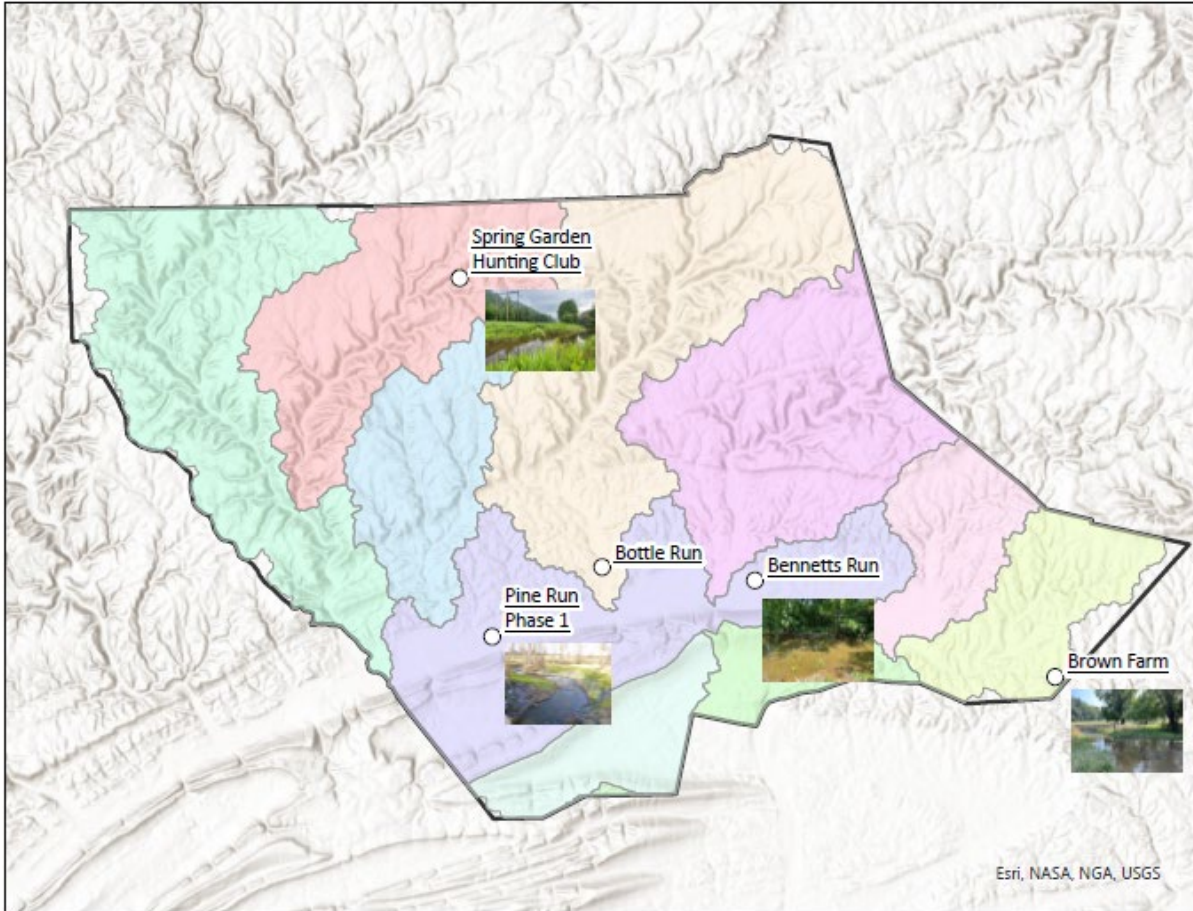 Spring Garden
Hunting Club
Bottle Run
Bennetts Run
Pine Run
Phase 1
Brown Farm
Esri, NASA, NGA, USGS